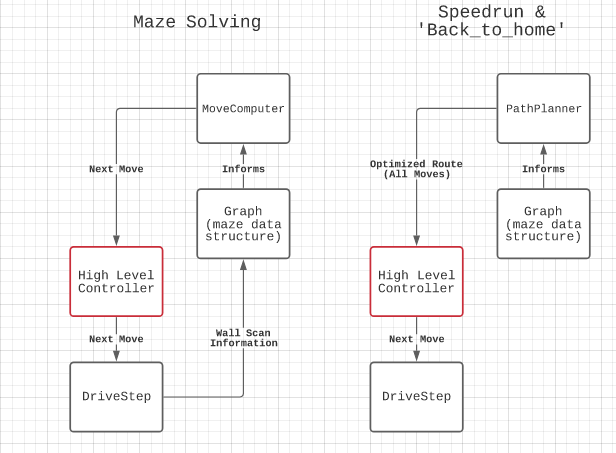 Maze Solving
Speedrun &
'Back_to_home'
MoveComputer
PathPlanner
Next Move
Informs
Optimized Route
(All Moves)
Informs
Graph
(maze data
structure)
Graph
(maze data
structure)
High Level
Controller
High Level
Controller
Next Move
Wall Scan
Information
Next Move
DriveStep
DriveStep